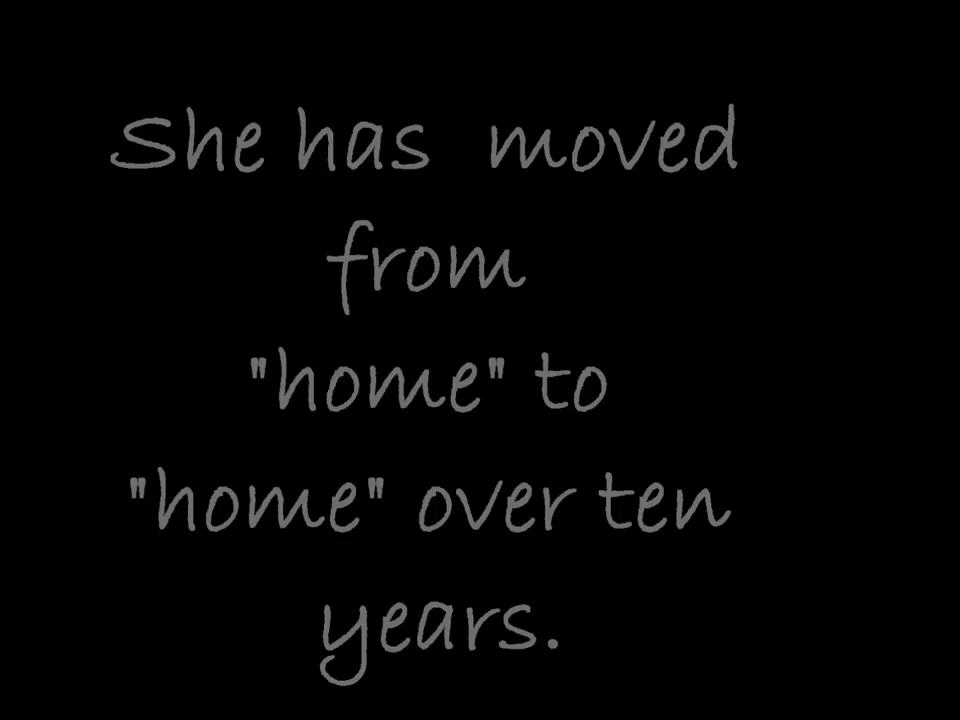 She has moved
from
"home" to
"home" over ten
years.